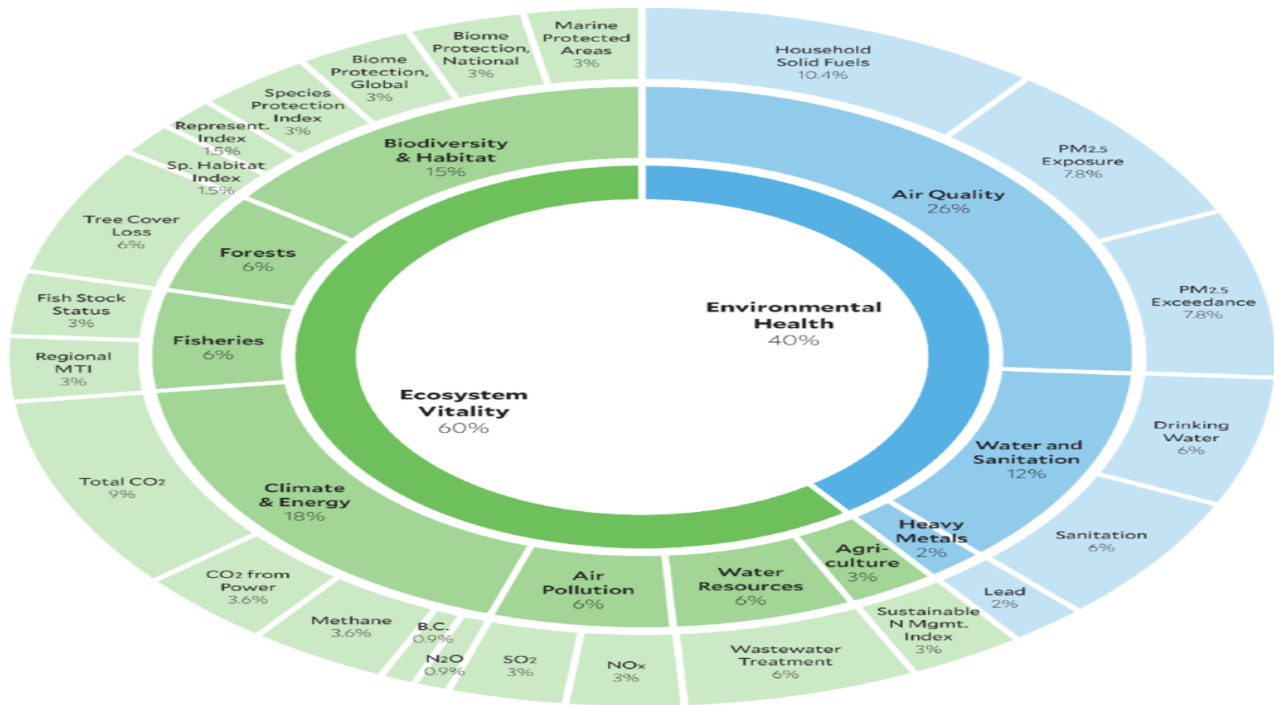 Marine
Protected
Areas
3%
Biome
Protection,
National
3%
Biome
Protection,
Global
3%
Species
Protection
Index
3%
Represent.
Index
1.5%
Sp. Habitat
Index
1.5%
Tree Cover
Loss
6%
Fish Stock
Status
3%
Regional
MTI
3%
Total CO2
9%
CO2 from
Power
3.6%
Methane
3.6%
B.C.
0.9%
N2O
0.9%
SO2
3%
NOx
3%
Wastewater
Treatment
6%
Sustainable
N Mgmt.
Index
3%
Lead
2%
Sanitation
6%
Drinking
Water
6%
PM2.5
Exceedance
7.8%
PM2.5
Exposure
7.8%
Household
Solid Fuels
10.4%
Biodiversity
& Habitat
15%
Forests
6%
Fisheries
6%
Climate
& Energy
18%
Air
Pollution
6%
Water
Resources
6%
Agri-
culture
3%
Heavy
Metals
2%
Water and
Sanitation
12%
Air Quality
26%
Environmental
Health
40%
Ecosystem
Vitality
60%